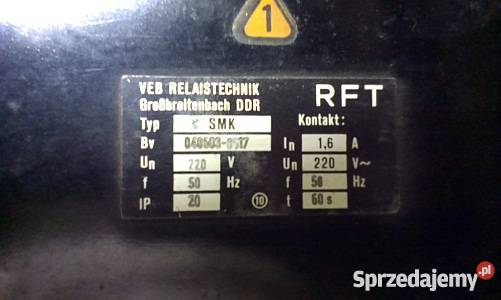 1
VEB RELAISTECHNIK
Großbreitenbach DDR
RFT
Typ SMK
Kontakt:
Bv
In 1,6 A
Un 220 V
Un 220 V~
f 50 Hz
f 50 Hz
IP 20
10
t 60 s
Sprzedajemy.pl